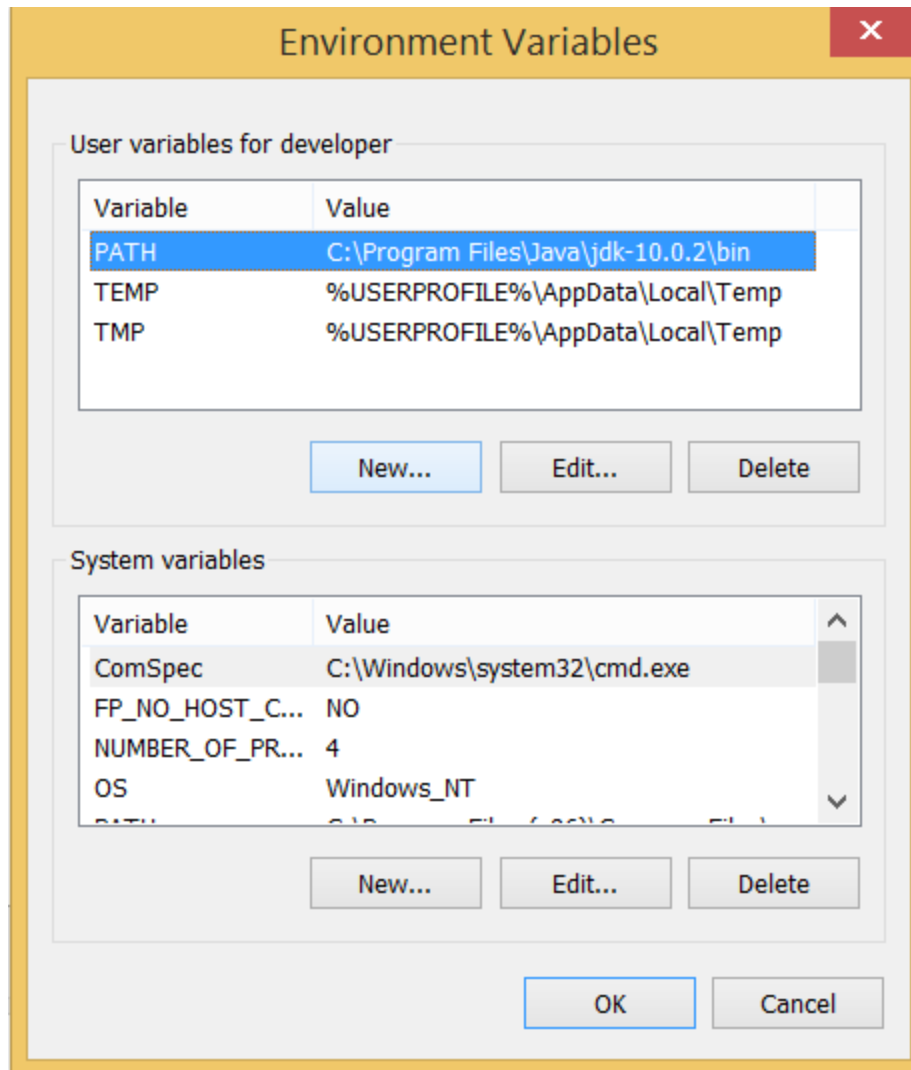 Environment Variables
User variables for developer
Variable Value
PATH C:\Program Files\Java\jdk-10.0.2\bin
TEMP %USERPROFILE%\AppData\Local\Temp
TMP %USERPROFILE%\AppData\Local\Temp
New... Edit... Delete
System variables
Variable Value
ComSpec C:\Windows\system32\cmd.exe
FP_NO_HOST_C... NO
NUMBER_OF_PR... 4
OS Windows_NT
New... Edit... Delete
OK Cancel